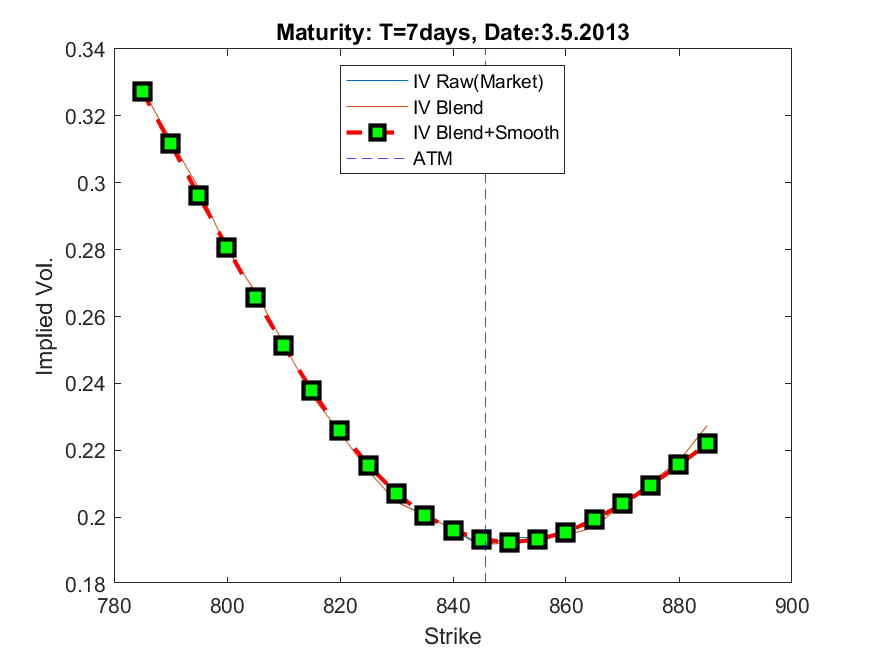 Maturity: T=7days, Date:3.5.2013
0.34
0.32
0.3
0.28
0.26
0.24
0.22
0.2
0.18
Implied Vol.
IV Raw(Market)
IV Blend
IV Blend+Smooth
ATM
780
800
820
840
860
880
900
Strike